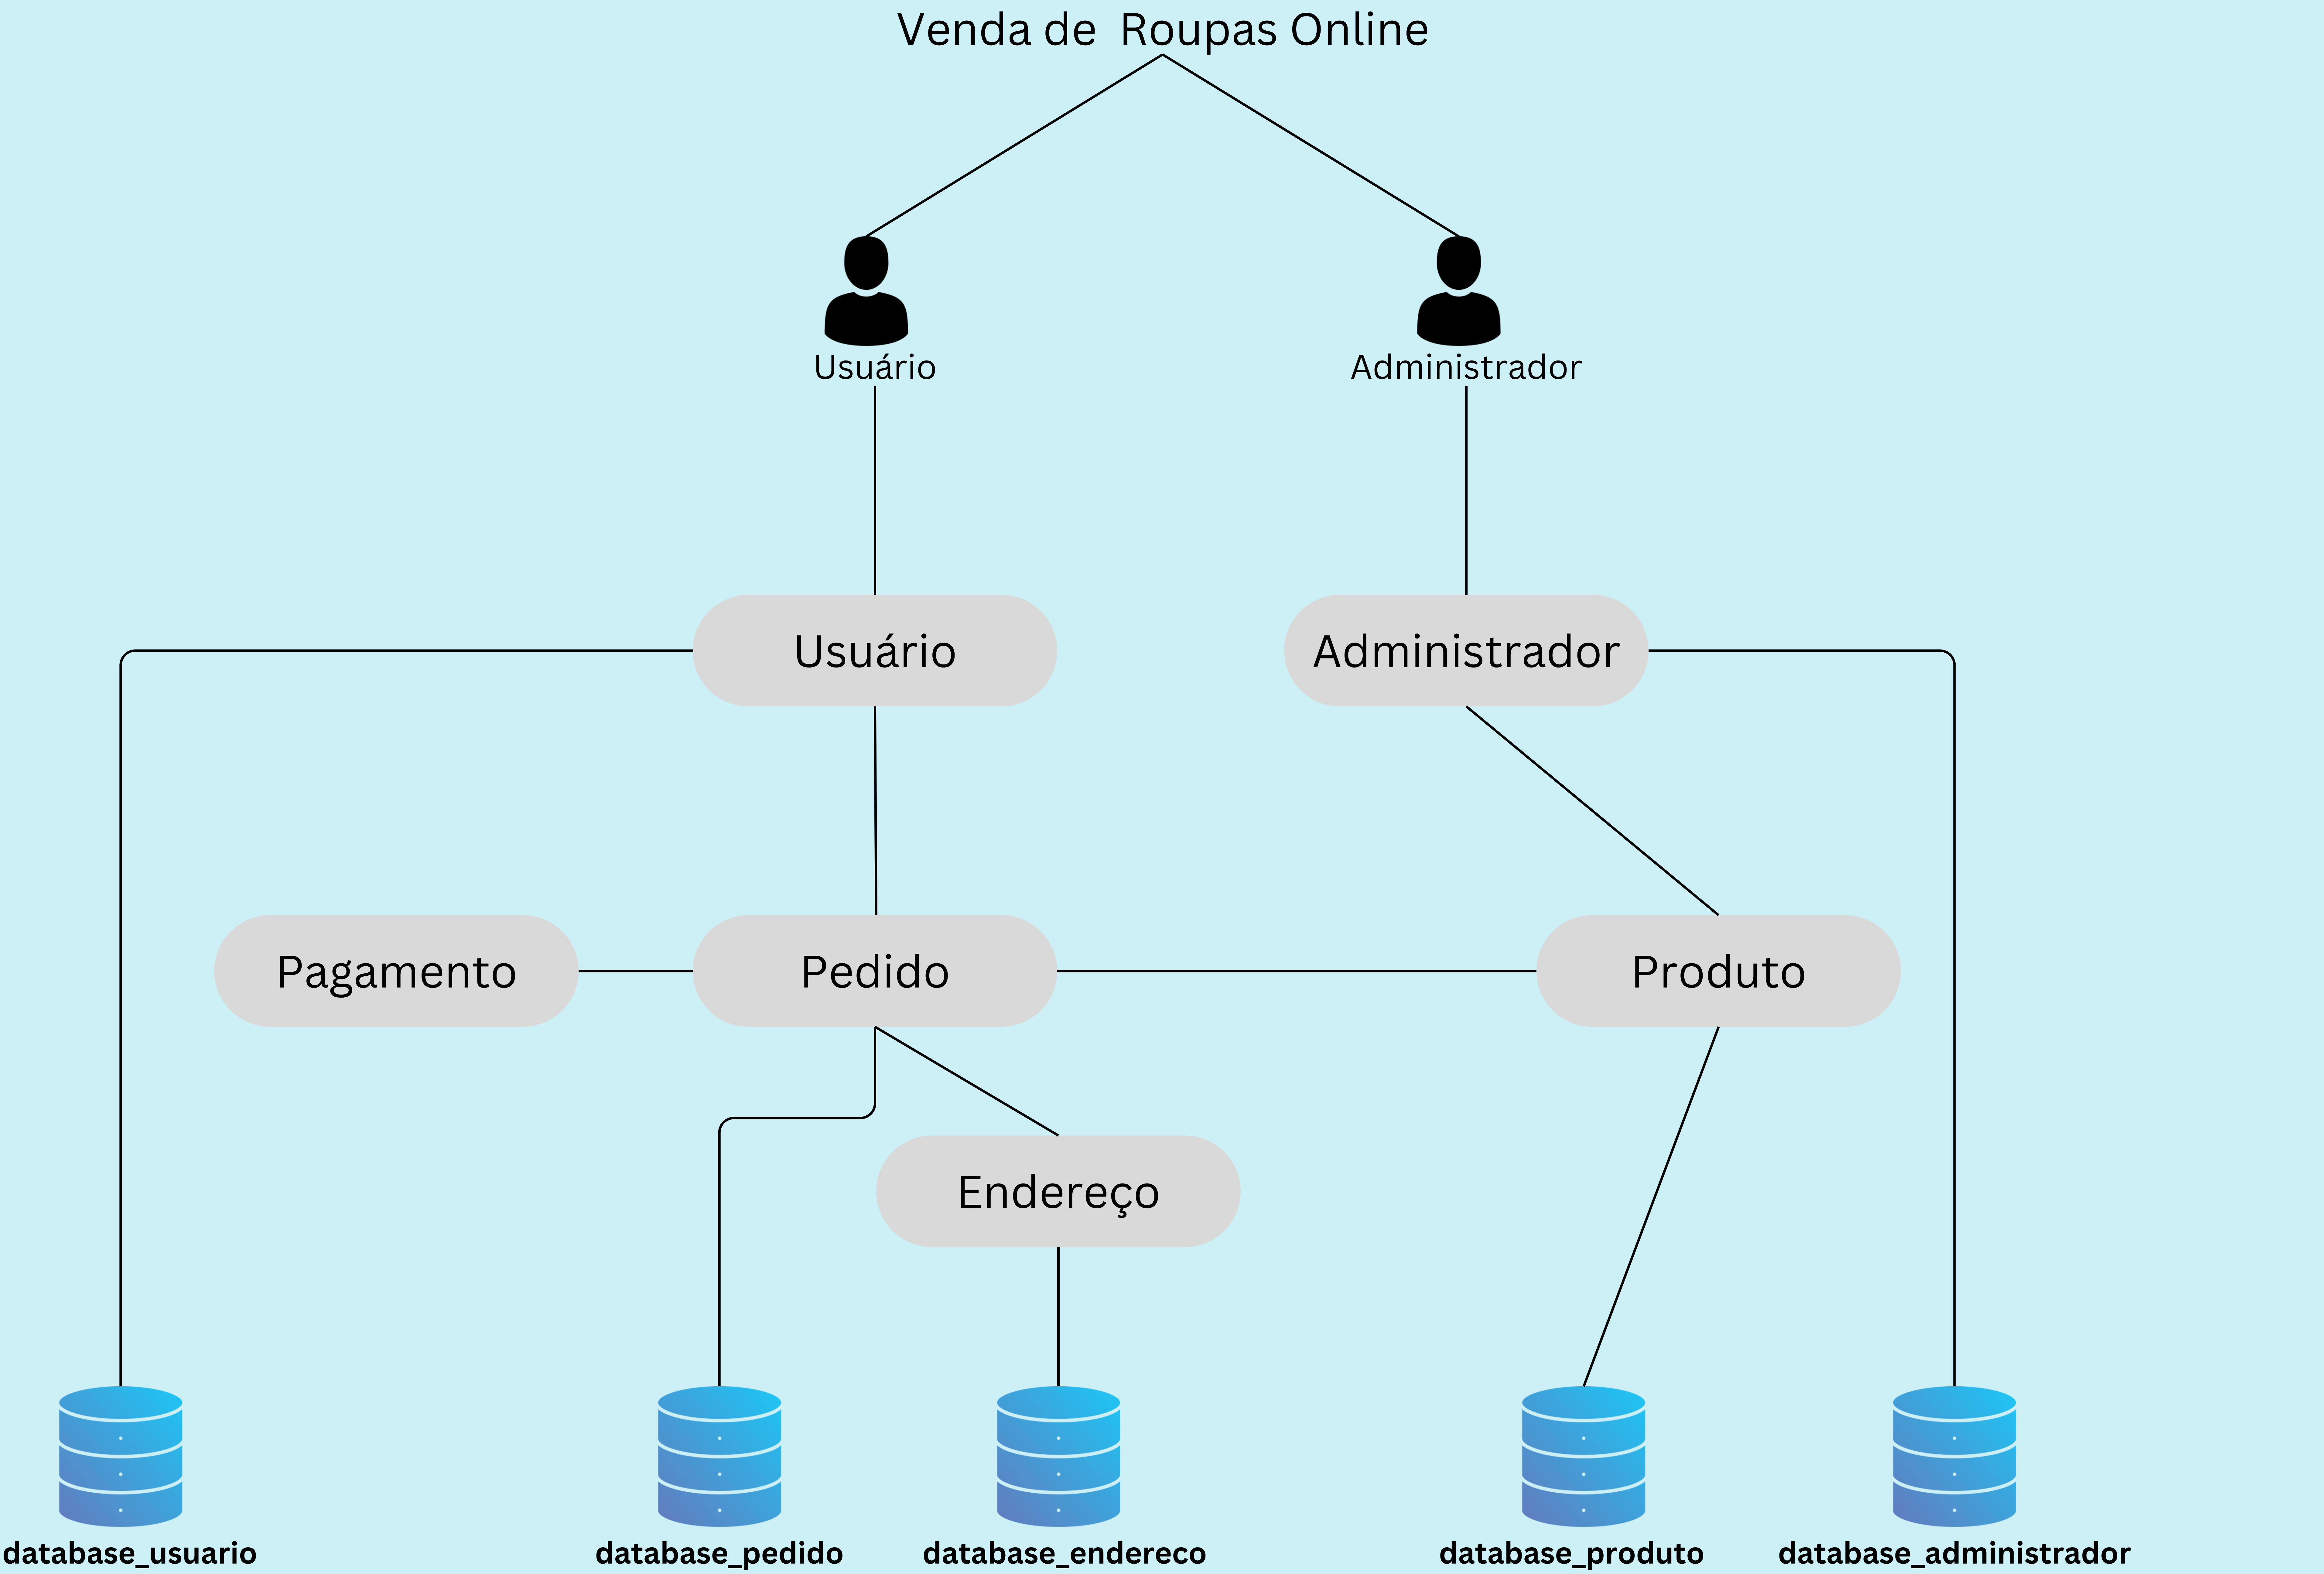 Venda de  Roupas Online
Usuário
Administrador
Usuário
Administrador
Pagamento
Pedido
Produto
Endereço
database_usuario
database_pedido
database_endereco
database_produto
database_administrador